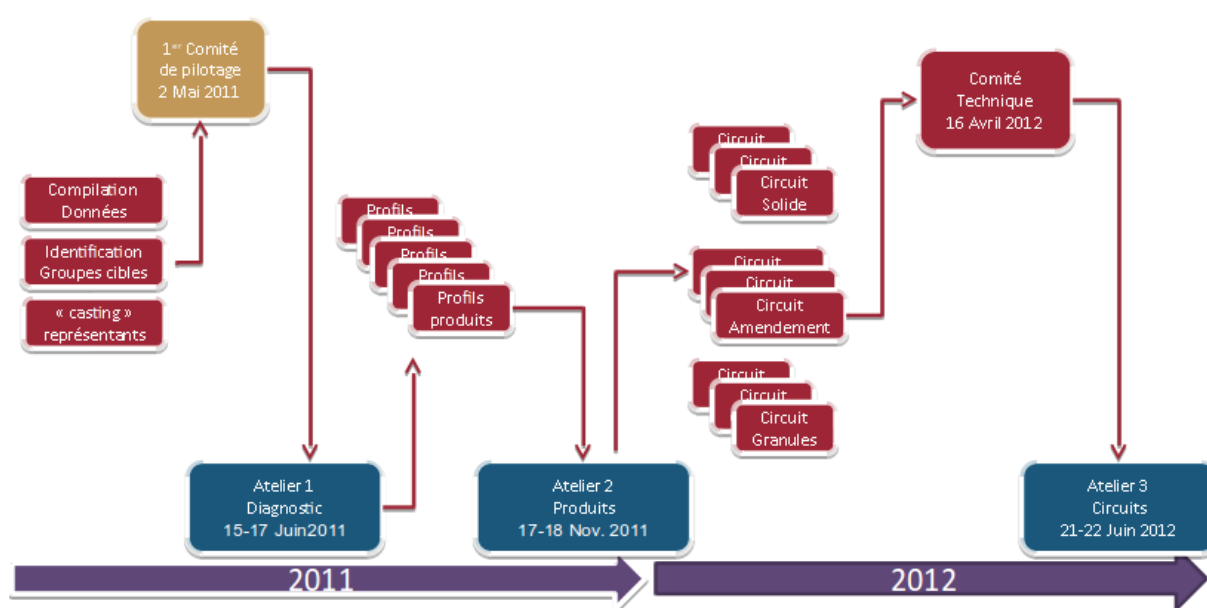 1er Comité
de pilotage
2 Mai 2011
Compilation
Données
Identification
Groupes cibles
« casting »
représentants
Profils
Profils
Profils
Profils
Profils
produits
Circuit
Circuit
Circuit
Solide
Circuit
Circuit
Circuit
Amendement
Circuit
Circuit
Circuit
Granules
Comité
Technique
16 Avril 2012
Atelier 1
Diagnostic
15-17 Juin2011
Atelier 2
Produits
17-18 Nov. 2011
Atelier 3
Circuits
21-22 Juin 2012
2011
2012